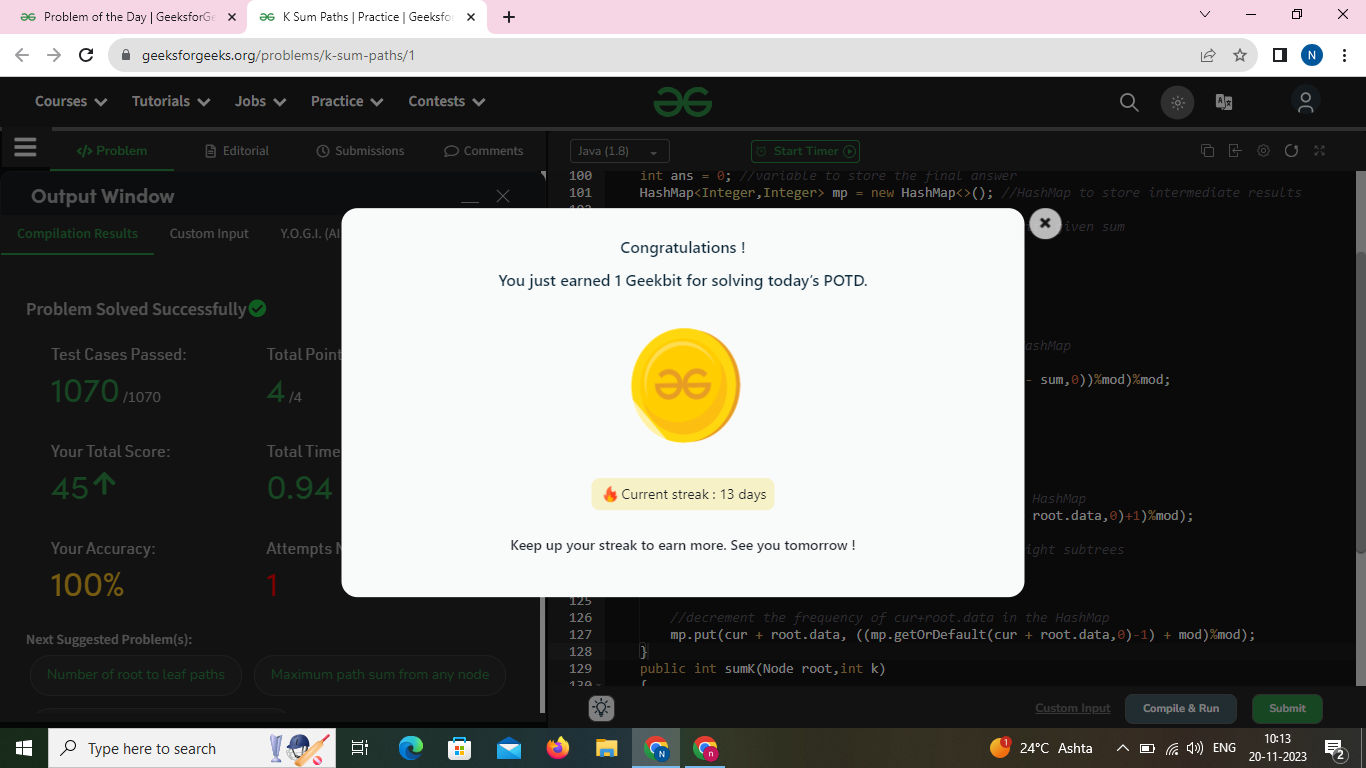 Problem of the Day | GeeksforGe
K Sum Paths | Practice | Geeksfor
geeksforgeeks.org/problems/k-sum-paths/1
N
Courses Tutorials Jobs Practice Contests
</> Problem Editorial Submissions Comments
Java (1.8) Start Timer
Output Window
Compilation Results Custom Input Y.O.G.I. (AI
Problem Solved Successfully
Test Cases Passed: Total Point
1070 /1070 4 /4
Your Total Score: Total Time
45 0.94
Your Accuracy: Attempts N
100% 1
Next Suggested Problem(s):
Number of root to leaf paths Maximum path sum from any node
100 int ans = 0; //variable to store the final answer
101 HashMap<Integer,Integer> mp = new HashMap<>(); //HashMap to store intermediate results
iven sum
ashMap
- sum,0))%mod)%mod;
HashMap
root.data,0)+1)%mod);
ight subtrees
125
126 //decrement the frequency of cur+root.data in the HashMap
127 mp.put(cur + root.data, ((mp.getOrDefault(cur + root.data,0)-1) + mod)%mod);
128 }
129 public int sumK(Node root,int k)
130 {
Congratulations !
You just earned 1 Geekbit for solving today's POTD.
Current streak : 13 days
Keep up your streak to earn more. See you tomorrow !
Custom Input Compile & Run Submit
Type here to search
N n
1 24°C Ashta ENG
10:13
20-11-2023
2